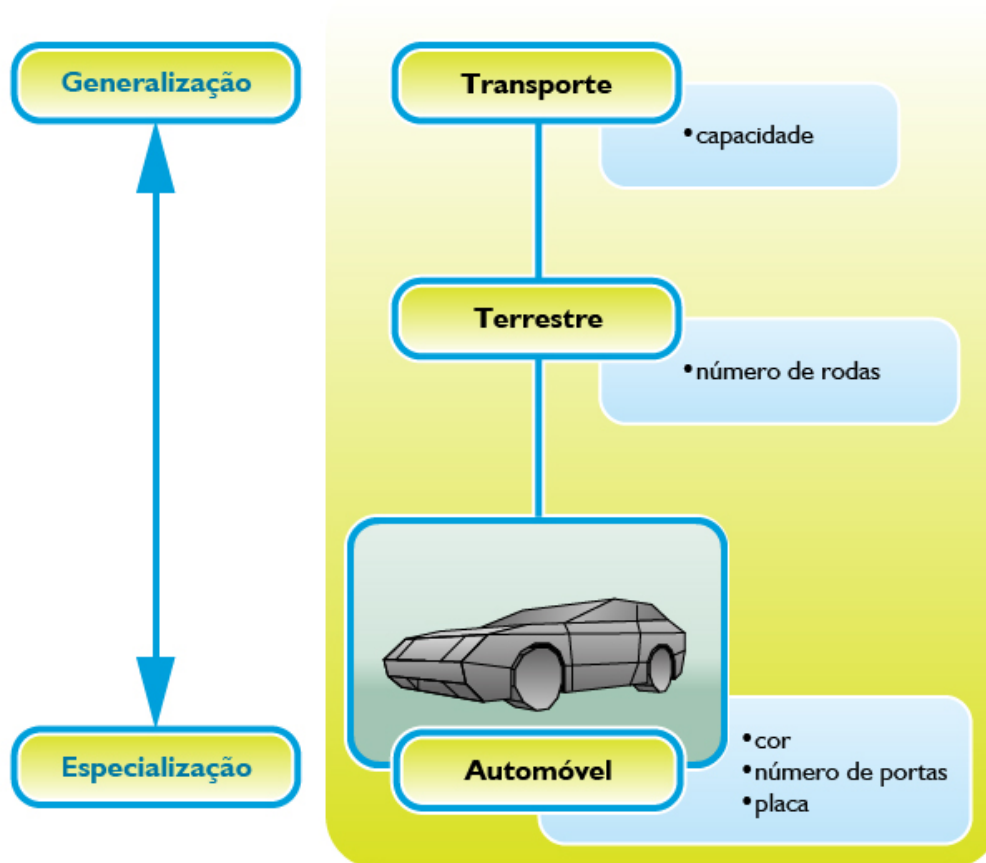 Generalização
Transporte
•capacidade
Terrestre
•número de rodas
Especialização
Automóvel
•cor
•número de portas
•placa